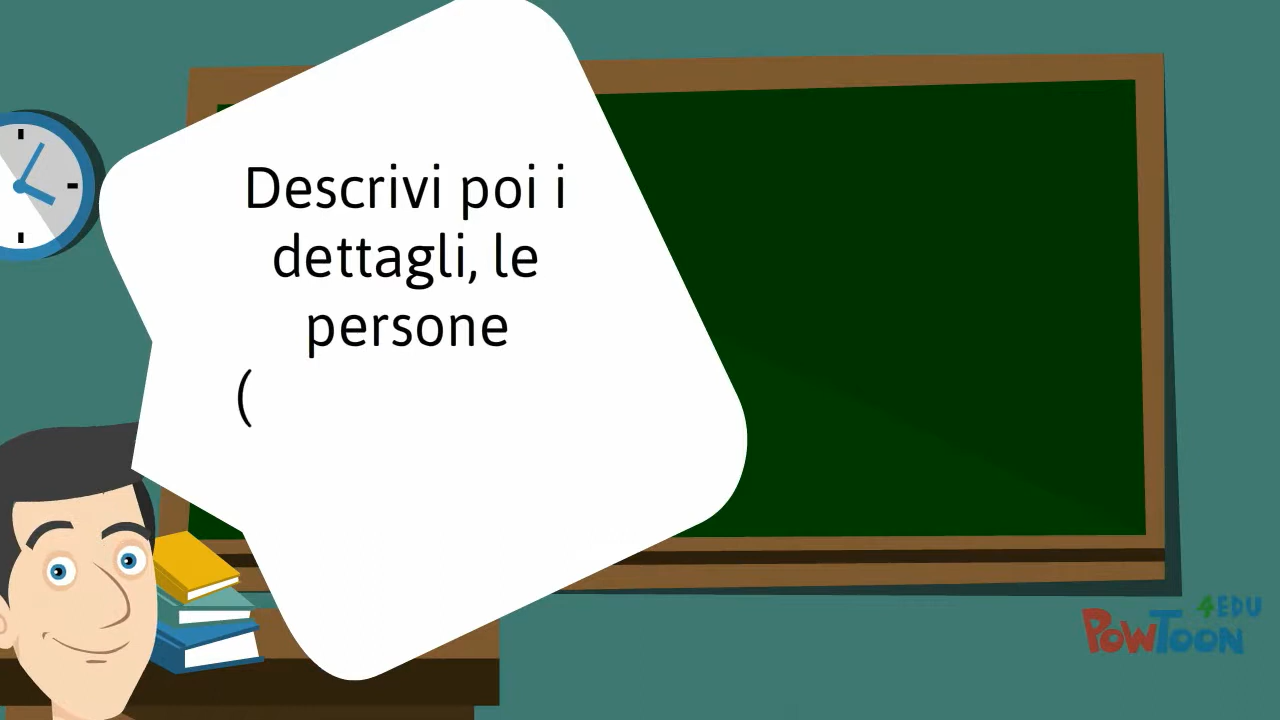 Descrivi poi i
dettagli, le
persone
(
4EDU
POWTOON